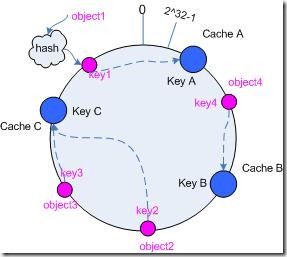 object1
0
2^32-1
Cache A
hash
key1
Key A
object4
key4
Key C
Cache C
Cache B
Key B
key3
object3
key2
object2